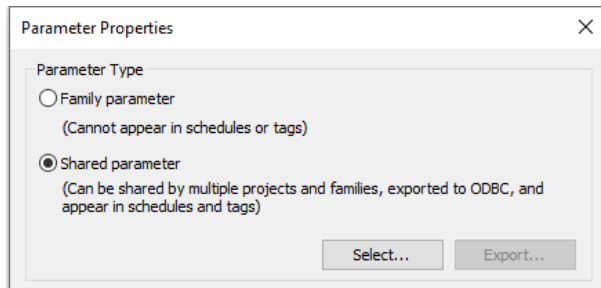 Parameter Properties
Parameter Type
Family parameter
(Cannot appear in schedules or tags)
Shared parameter
(Can be shared by multiple projects and families, exported to ODBC, and
appear in schedules and tags)
Select... Export...